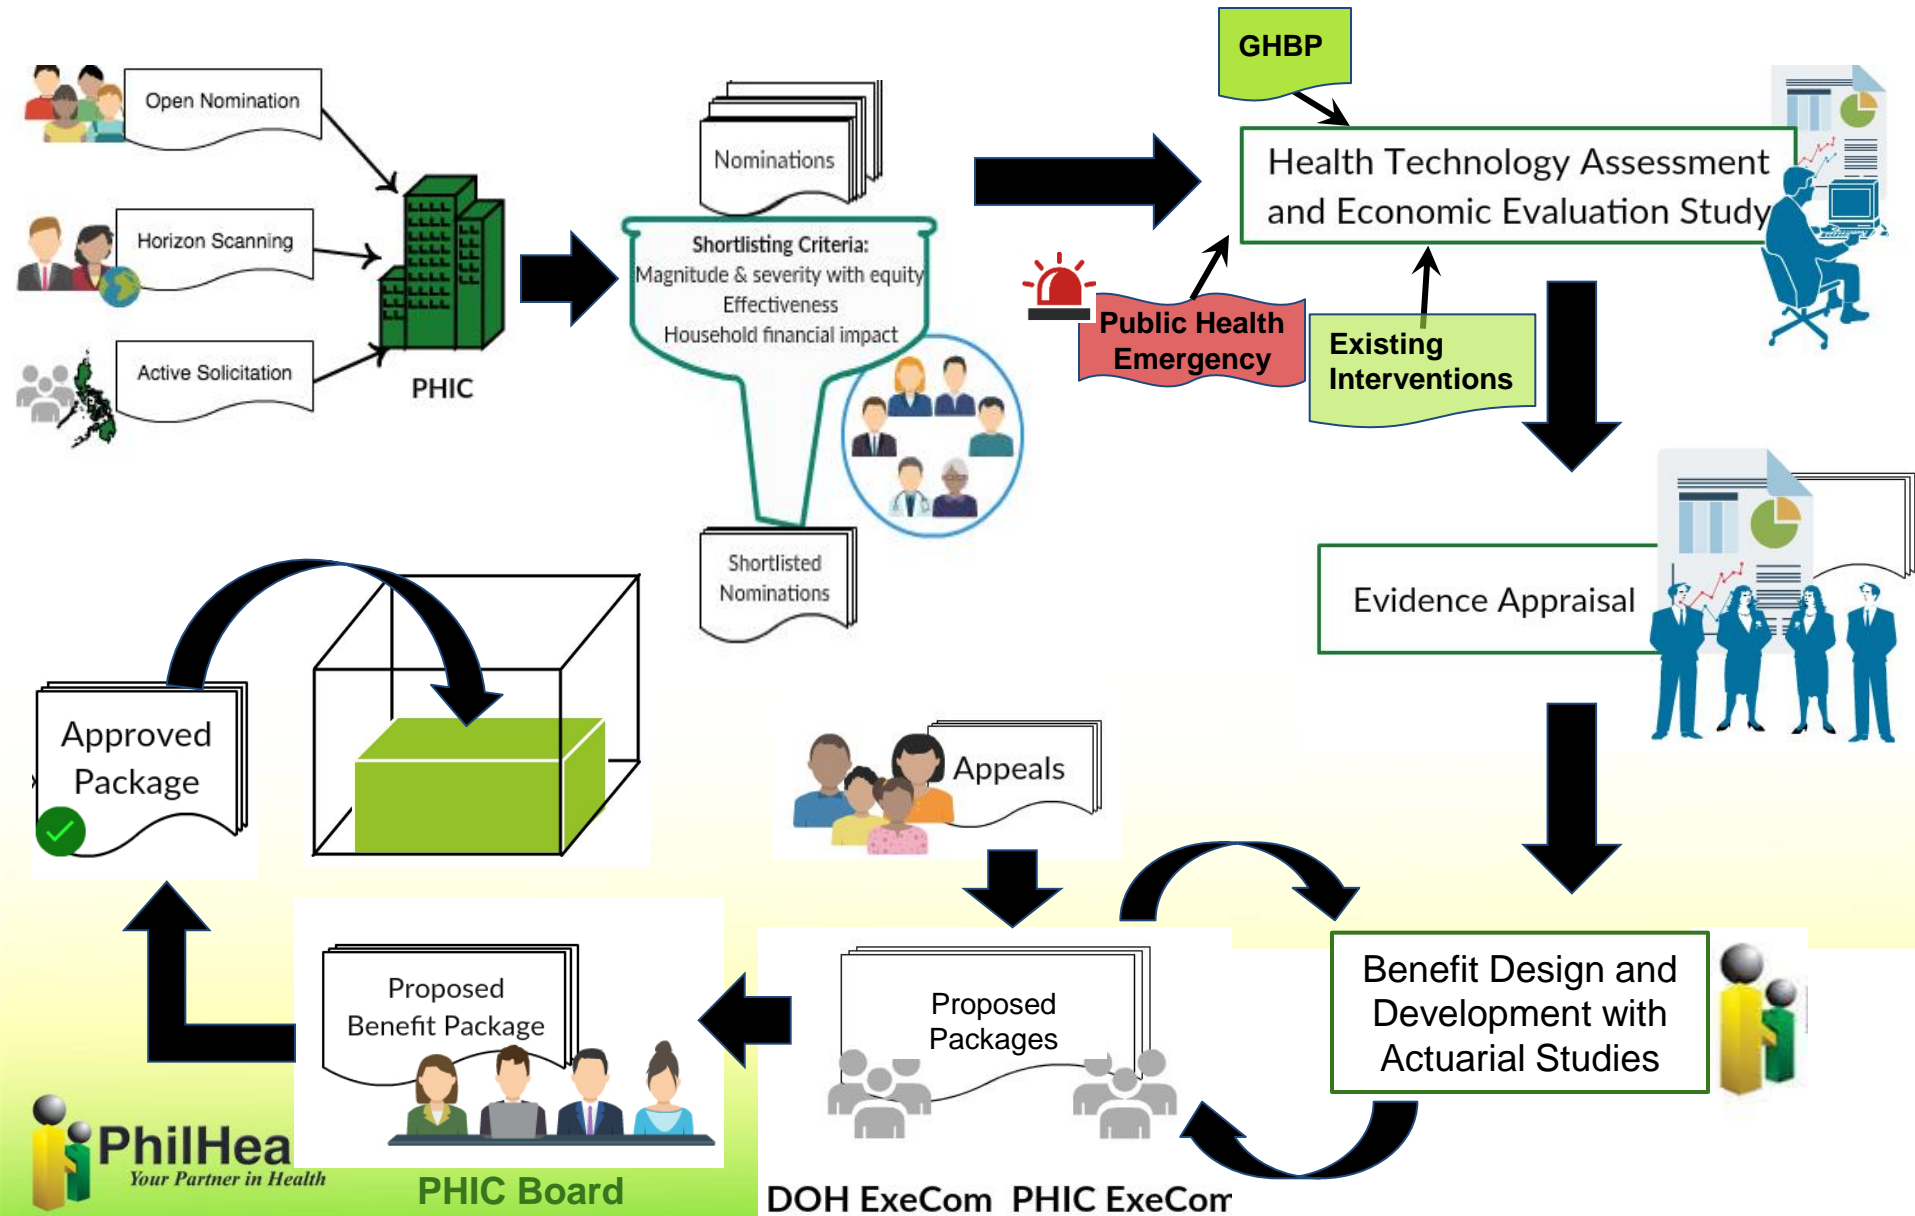 Open Nomination
Horizon Scanning
Active Solicitation
PHIC
Nominations
Shortlisting Criteria:
Magnitude & severity with equity
Effectiveness
Household financial impact
Shortlisted
Nominations
GHBP
Health Technology Assessment
and Economic Evaluation Study
Public Health
Emergency
Existing
Interventions
Evidence Appraisal
Benefit Design and
Development with
Actuarial Studies
Appeals
Proposed
Packages
DOH ExeCom PHIC ExeCom
Proposed
Benefit Package
PHIC Board
Approved
Package
PhilHea
Your Partner in Health